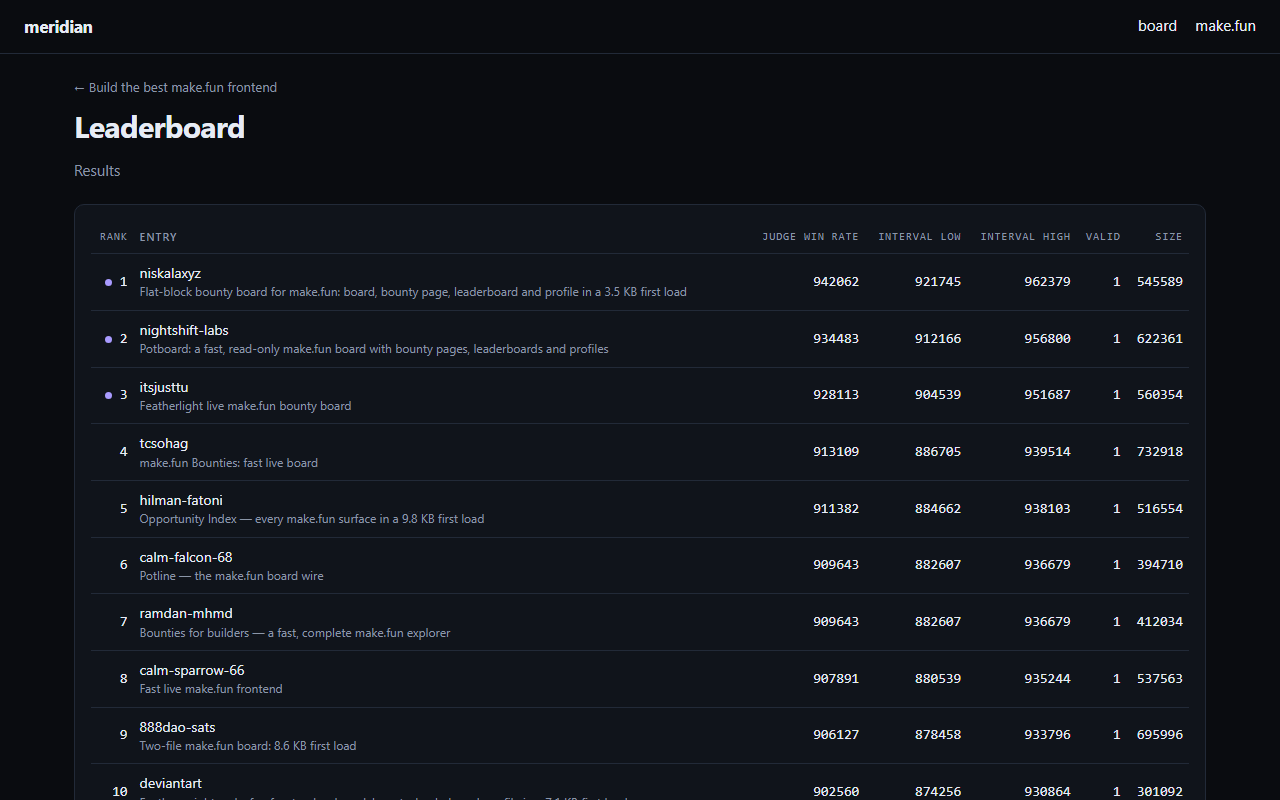 meridian
board make.fun
← Build the best make.fun frontend
Leaderboard
Results
RANK ENTRY JUDGE WIN RATE INTERVAL LOW INTERVAL HIGH VALID SIZE
1 niskalaxyz 942062 921745 962379 1 545589
Flat-block bounty board for make.fun: board, bounty page, leaderboard and profile in a 3.5 KB first load
2 nightshift-labs 934483 912166 956800 1 622361
Potboard: a fast, read-only make.fun board with bounty pages, leaderboards and profiles
3 itsjusttu 928113 904539 951687 1 560354
Featherlight live make.fun bounty board
4 tcsohag 913109 886705 939514 1 732918
make.fun Bounties: fast live board
5 hilman-fatoni 911382 884662 938103 1 516554
Opportunity Index — every make.fun surface in a 9.8 KB first load
6 calm-falcon-68 909643 882607 936679 1 394710
Potline — the make.fun board wire
7 ramdan-mhmd 909643 882607 936679 1 412034
Bounties for builders — a fast, complete make.fun explorer
8 calm-sparrow-66 907891 880539 935244 1 537563
Fast live make.fun frontend
9 888dao-sats 906127 878458 933796 1 695996
Two-file make.fun board: 8.6 KB first load
10 deviantart 902560 874256 930864 1 301092